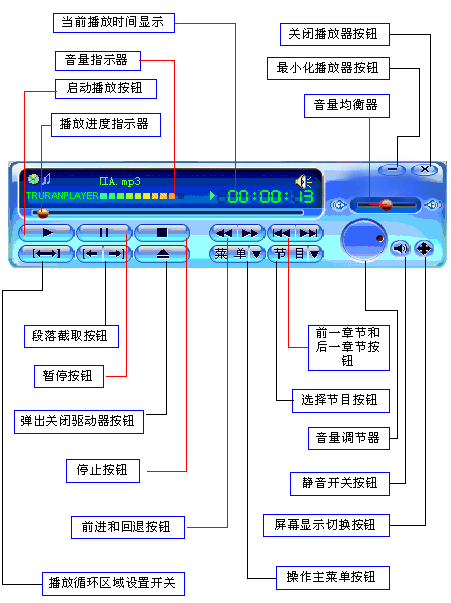 当前播放时间显示
关闭播放器按钮
音量指示器
最小化播放器按钮
启动播放按钮
音量均衡器
播放进度指示器
IIA.mp3
TRURANPLAYER
00:00:13
菜 单
节 目
段落截取按钮
前一章节和
后一章节按
钮
暂停按钮
选择节目按钮
弹出关闭驱动器按钮
音量调节器
停止按钮
静音开关按钮
前进和回退按钮
屏幕显示切换按钮
播放循环区域设置开关
操作主菜单按钮